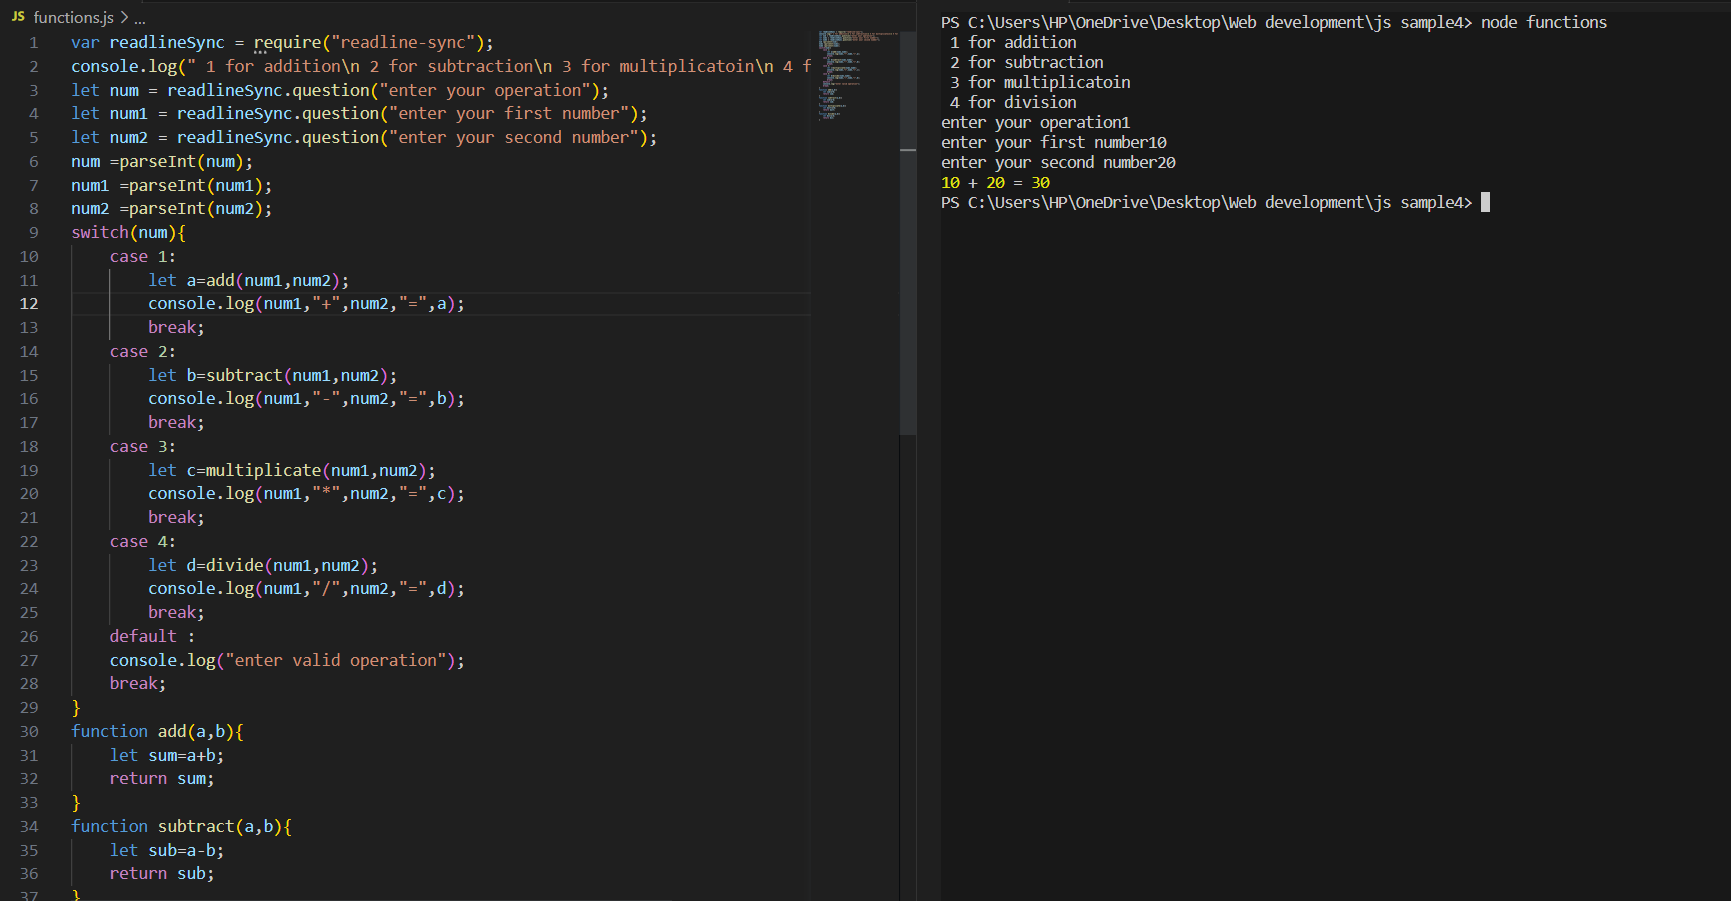 JS functions.js > ...
1 var readlineSync = require("readline-sync");
2 console.log(" 1 for addition\n 2 for subtraction\n 3 for multiplicatoin\n 4 f
3 let num = readlineSync.question("enter your operation");
4 let num1 = readlineSync.question("enter your first number");
5 let num2 = readlineSync.question("enter your second number");
6 num =parseInt(num);
7 num1 =parseInt(num1);
8 num2 =parseInt(num2);
9 switch(num){
10 case 1:
11 let a=add(num1,num2);
12 console.log(num1,"+",num2,"=",a);
13 break;
14 case 2:
15 let b=subtract(num1,num2);
16 console.log(num1,"-",num2,"=",b);
17 break;
18 case 3:
19 let c=multiplicate(num1,num2);
20 console.log(num1,"*",num2,"=",c);
21 break;
22 case 4:
23 let d=divide(num1,num2);
24 console.log(num1,"/",num2,"=",d);
25 break;
26 default :
27 console.log("enter valid operation");
28 break;
29 }
30 function add(a,b){
31 let sum=a+b;
32 return sum;
33 }
34 function subtract(a,b){
35 let sub=a-b;
36 return sub;
37 }
PS C:\Users\HP\OneDrive\Desktop\Web development\js sample4> node functions
1 for addition
2 for subtraction
3 for multiplicatoin
4 for division
enter your operation1
enter your first number10
enter your second number20
10 + 20 = 30
PS C:\Users\HP\OneDrive\Desktop\Web development\js sample4>